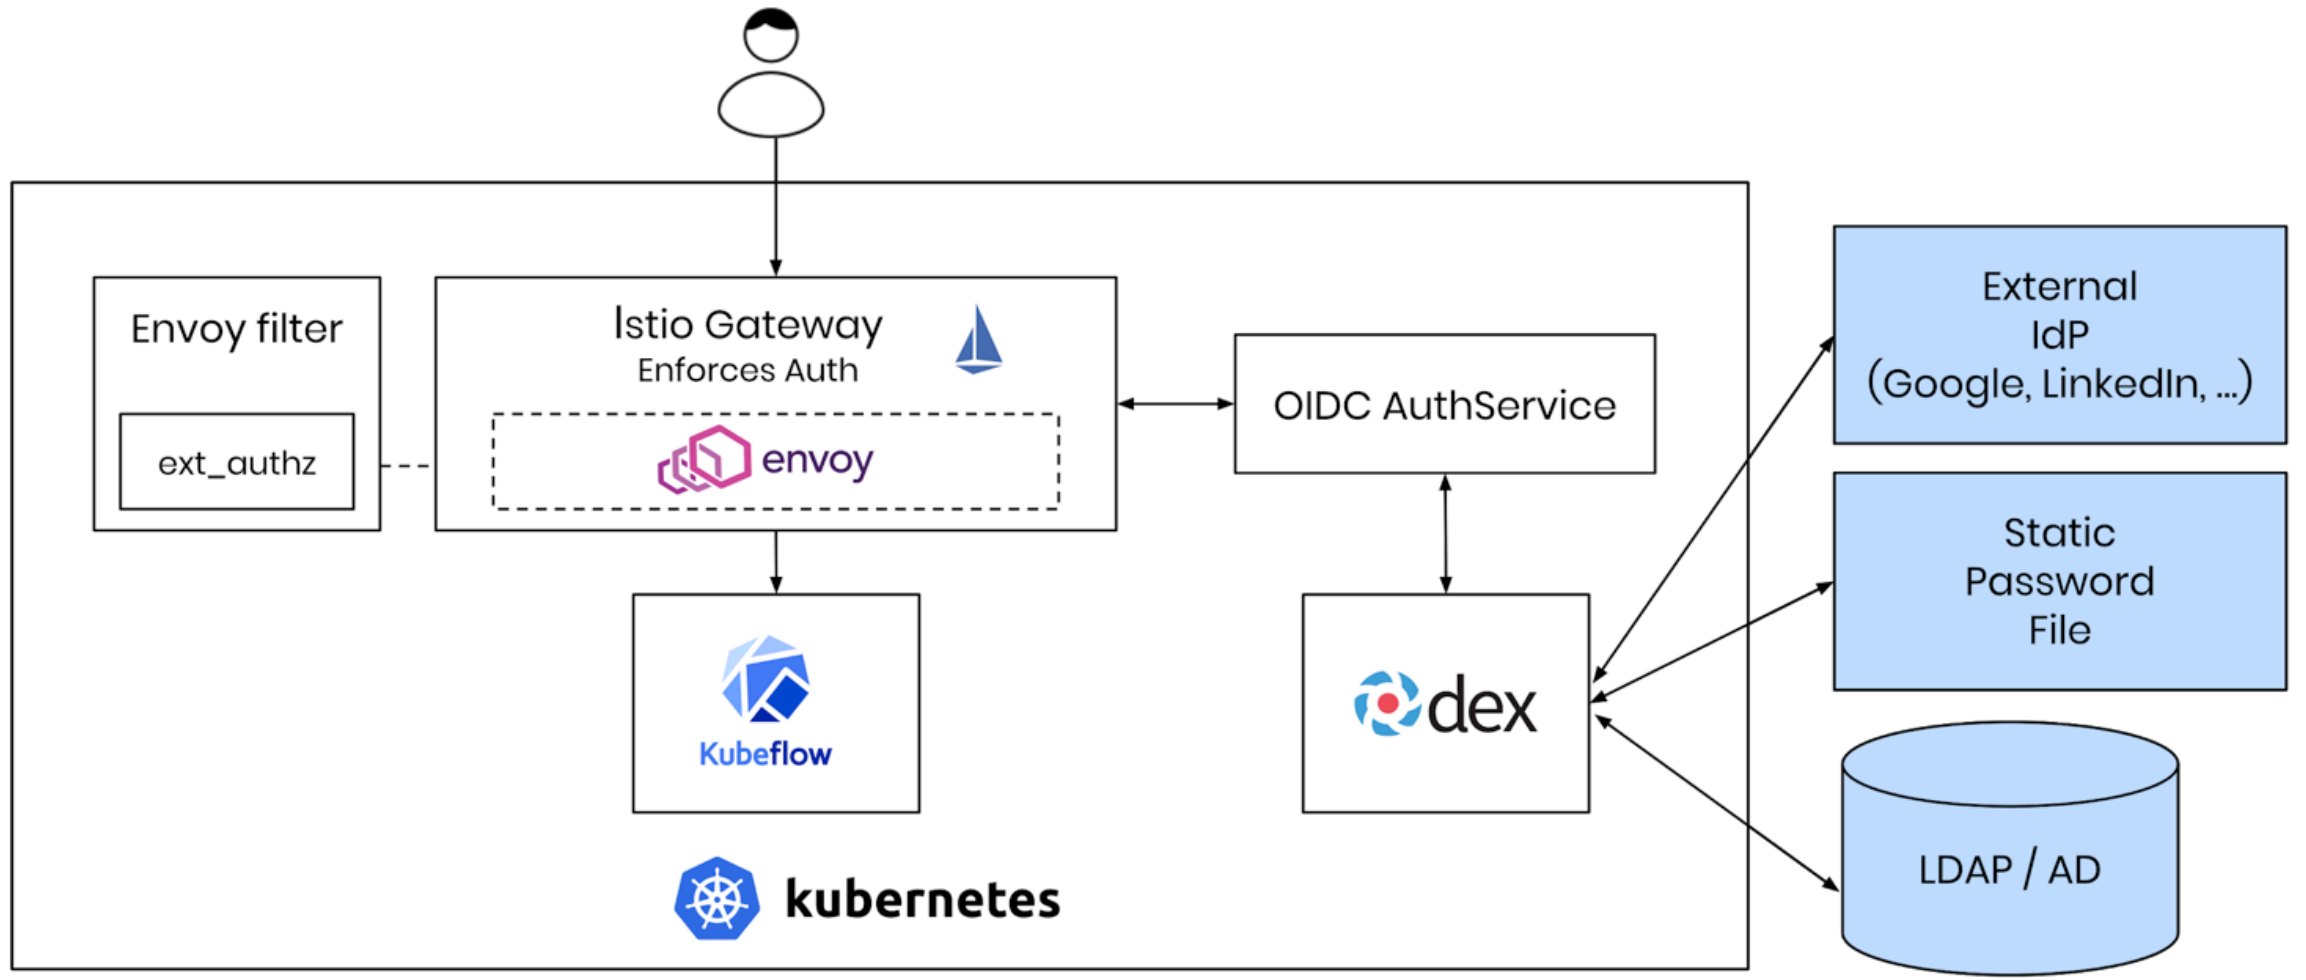 Envoy filter
ext_authz
Istio Gateway
Enforces Auth
envoy
OIDC AuthService
Kubeflow
dex
kubernetes
External
IdP
(Google, LinkedIn, ...)
Static
Password
File
LDAP / AD